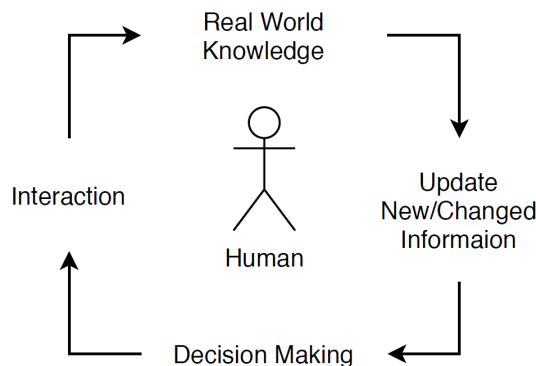 Real World
Knowledge
Interaction
Update
New/Changed
Informaion
Human
Decision Making